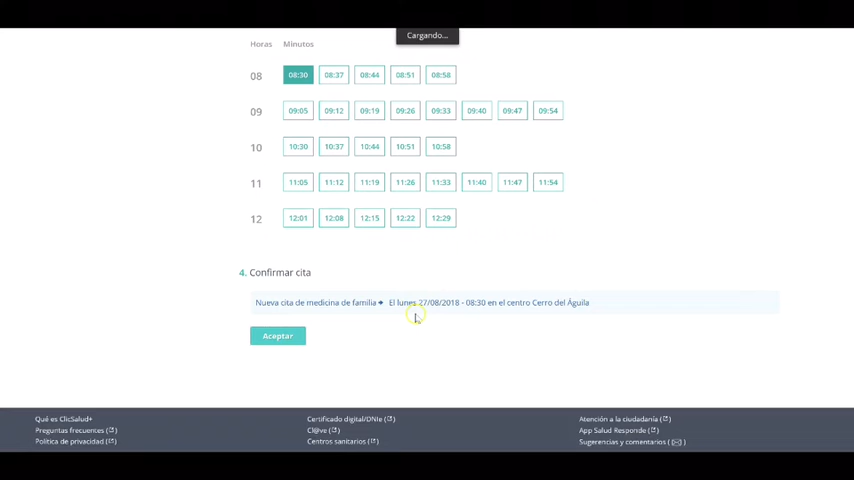 Cargando...
Horas Minutos
08 08:30 08:37 08:44 08:51 08:58
09 09:05 09:12 09:19 09:26 09:33 09:40 09:47 09:54
10 10:30 10:37 10:44 10:51 10:58
11 11:05 11:12 11:19 11:26 11:33 11:40 11:47 11:54
12 12:01 12:08 12:15 12:22 12:29
4. Confirmar cita
Nueva cita de medicina de familia El lunes 27/08/2018 - 08:30 en el centro Cerro del Águila
Aceptar
Qué es ClicSalud+ Certificado digital/DNIe Atención a la ciudadanía
Preguntas frecuentes Cl@ve App Salud Responde
Política de privacidad Centros sanitarios Sugerencias y comentarios